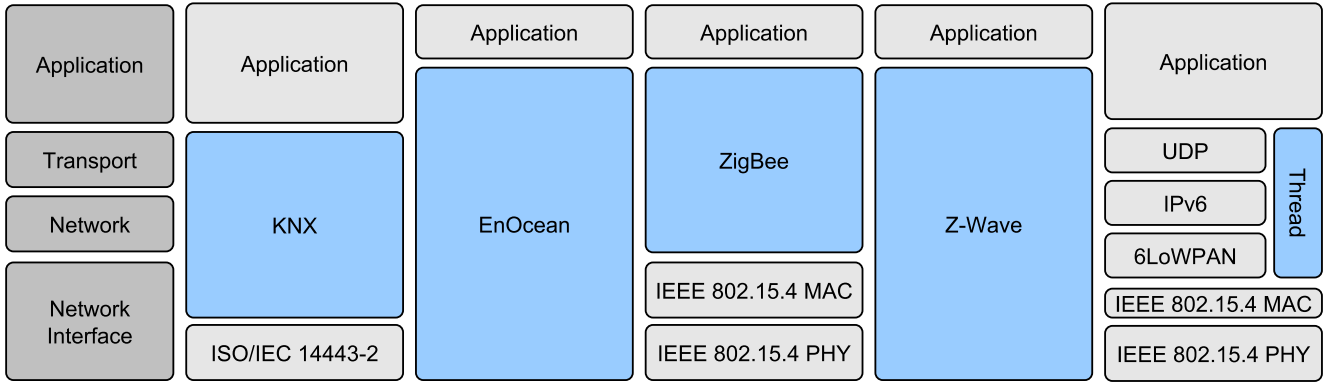 Application
Transport
Network
Network
Interface
Application
KNX
ISO/IEC 14443-2
Application
EnOcean
Application
ZigBee
IEEE 802.15.4 MAC
IEEE 802.15.4 PHY
Application
Z-Wave
Application
UDP
IPv6
6LoWPAN
Thread
IEEE 802.15.4 MAC
IEEE 802.15.4 PHY